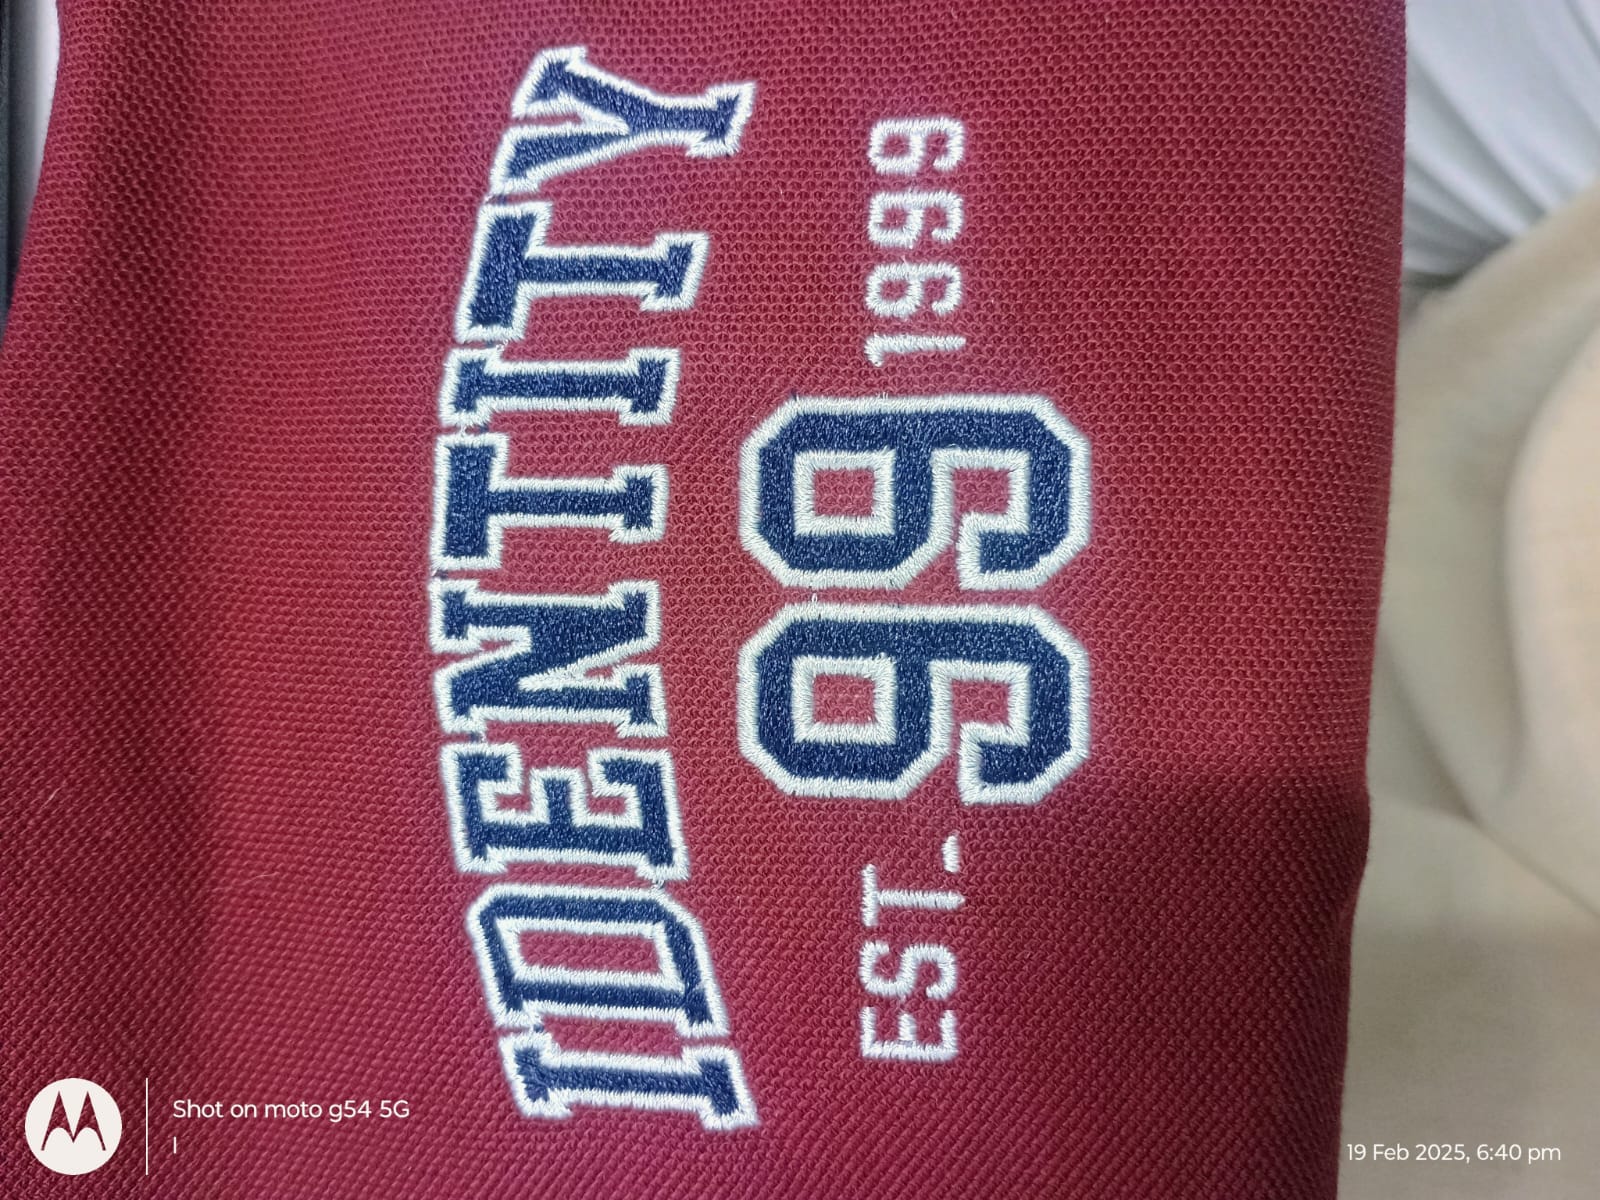 IDENTITY
EST. 99 1999
Shot on moto g54 5G
|
19 Feb 2025, 6:40 pm